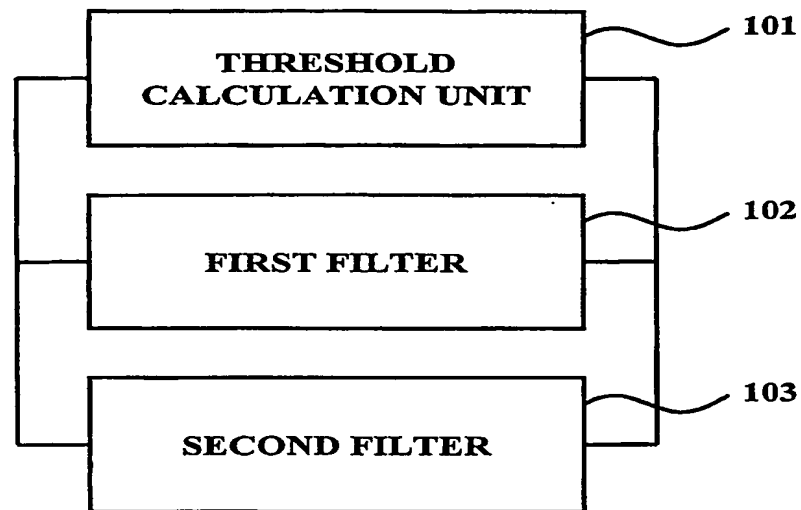 THRESHOLD
CALCULATION UNIT
101
FIRST FILTER
102
SECOND FILTER
103